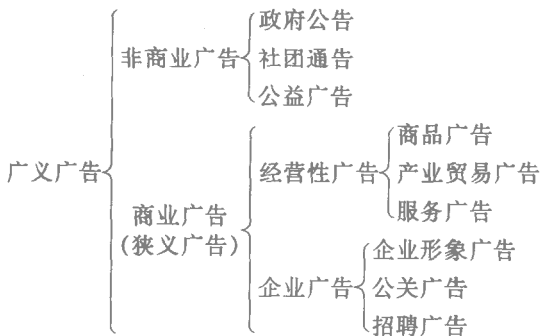 广义广告
非商业广告
政府公告
社团通告
公益广告
商业广告
(狭义广告)
经营性广告
商品广告
产业贸易广告
服务广告
企业广告
企业形象广告
公关广告
招聘广告